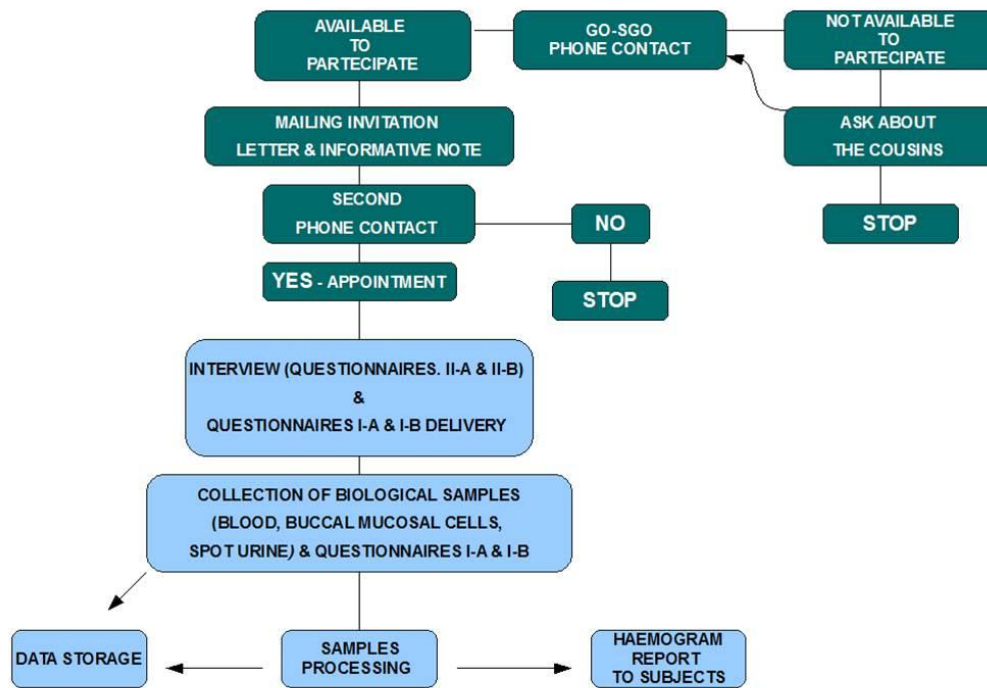 AVAILABLE
TO
PARTECIPATE
GO-SGO
PHONE CONTACT
NOT AVAILABLE
TO
PARTECIPATE
MAILING INVITATION
LETTER & INFORMATIVE NOTE
ASK ABOUT
THE COUSINS
SECOND
PHONE CONTACT
NO
STOP
YES - APPOINTMENT
STOP
INTERVIEW (QUESTIONNAIRES. II-A & II-B)
&
QUESTIONNAIRES I-A & I-B DELIVERY
COLLECTION OF BIOLOGICAL SAMPLES
(BLOOD, BUCCAL MUCOSAL CELLS,
SPOT URINE) & QUESTIONNAIRES I-A & I-B
DATA STORAGE
SAMPLES
PROCESSING
HAEMOGRAM
REPORT
TO SUBJECTS